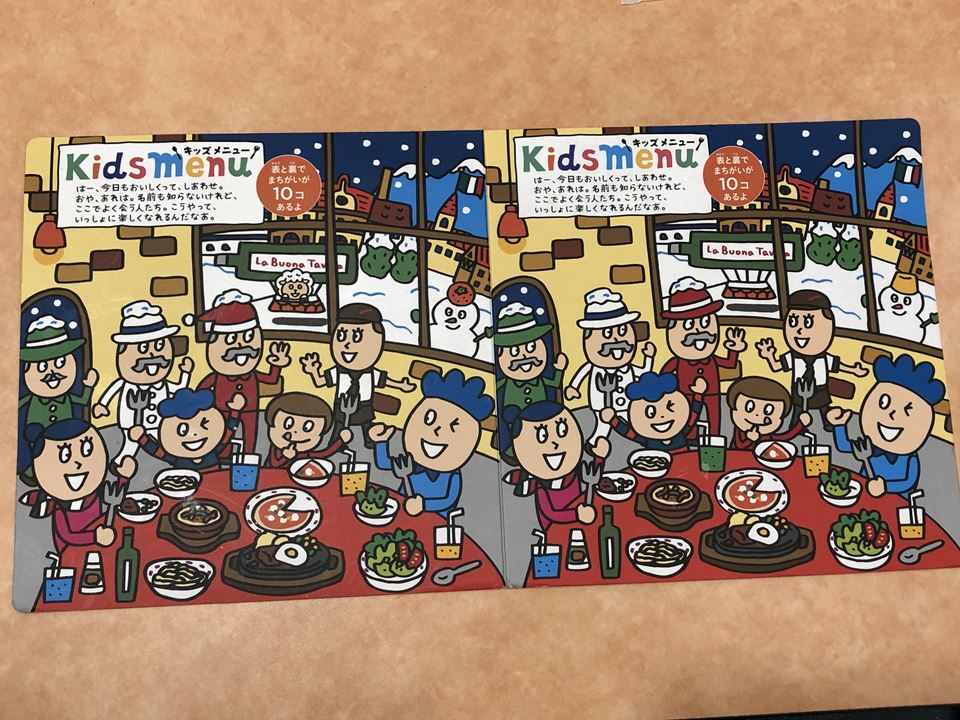 キッズメニュー
Kidsmenu
はー、今日もおいしくって、しあわせ。
おや、あれは。名前も知らないけれど、
ここでよく会う人たち。こうやって、
いっしょに楽しくなれるんだなあ。
表と裏で
まちがいが
10コ
あるよ
La Buona Tav
キッズメニュー
Kidsmenu
はー、今日もおいしくって、しあわせ。
おや、あれは。名前も知らないけれど、
ここでよく会う人たち。こうやって、
いっしょに楽しくなれるんだなあ。
表と裏で
まちがいが
10コ
あるよ
La Buona Tav